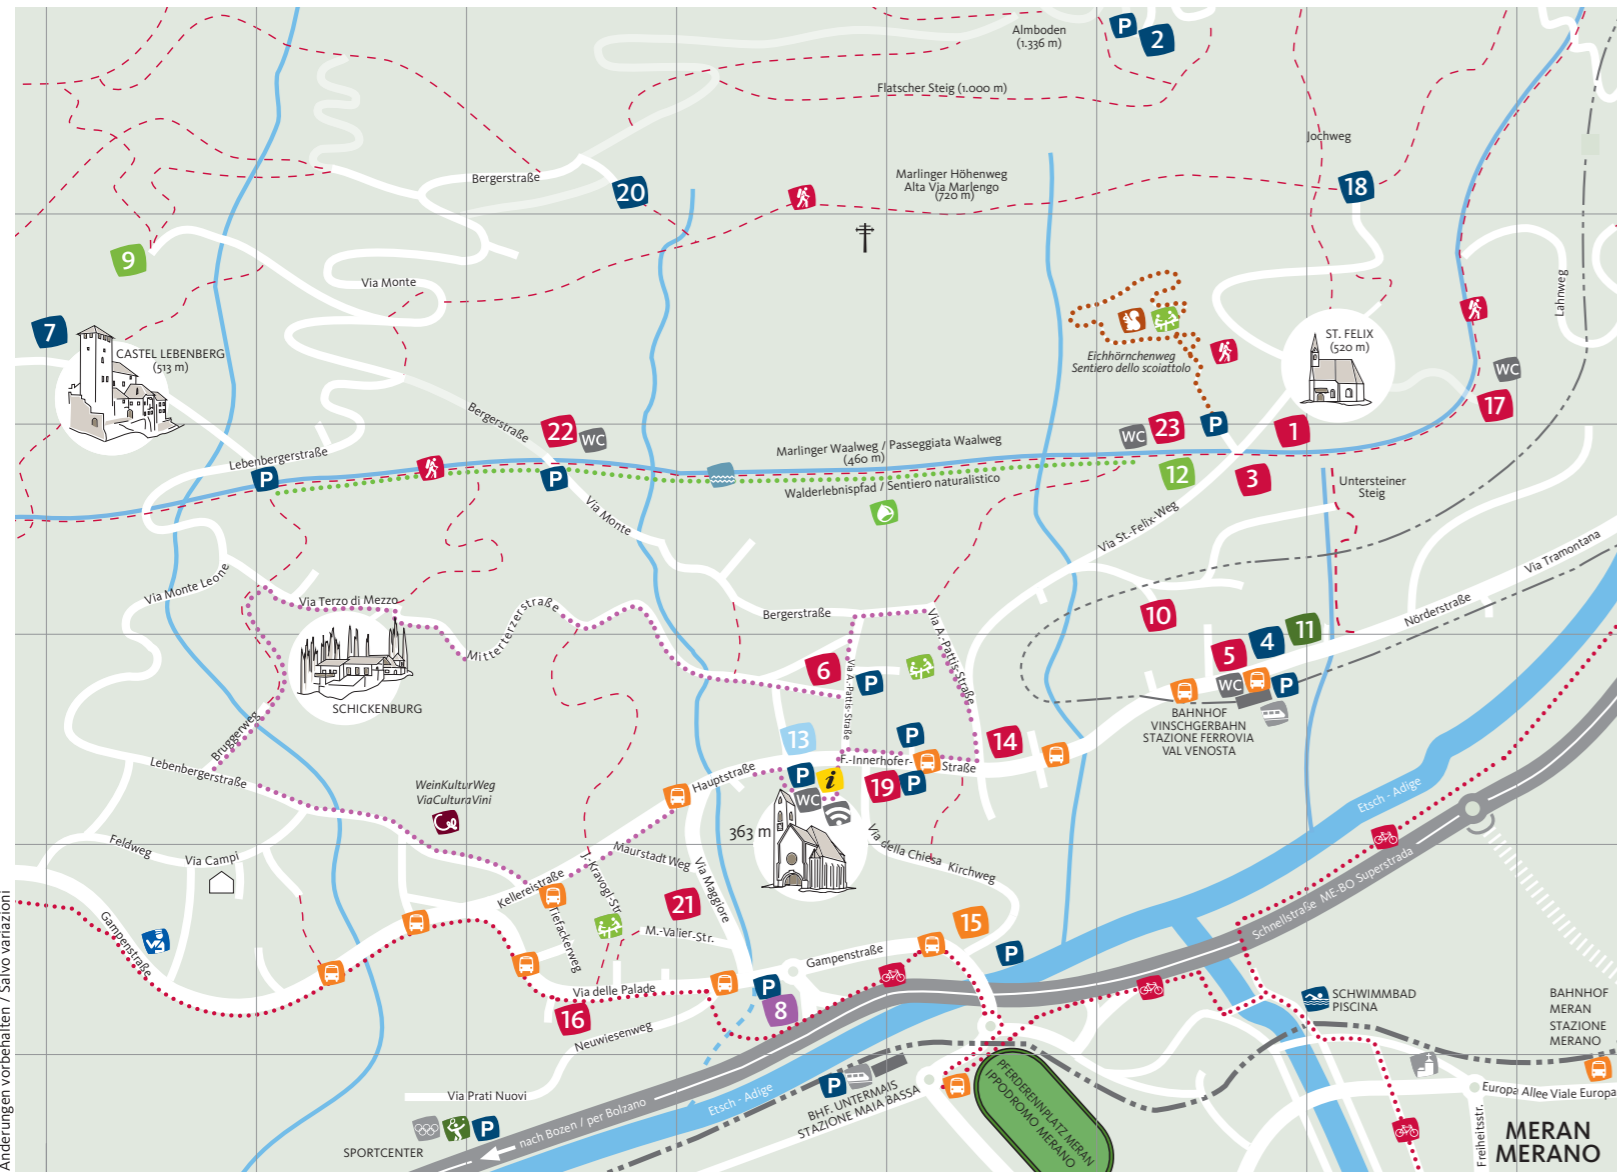 Almboden
(1.336 m)
P
2
Flatscher Steig (1.000 m)
Jochweg
Bergerstraße
20
Marlinger Höhenweg
Alta Via Marlengo
(720 m)
18
9
Via Monte
Lahnweg
7
CASTEL LEBENBERG
(513 m)
Eichhörnchenweg
Sentiero dello scoiattolo
ST. FELIX
(520 m)
WC
17
Bergerstraße
22
WC
WC
23
P
1
Lebenbergerstraße
Marlinger Waalweg / Passeggiata Waalweg
(460 m)
P
P
12
3
Walderlebnispfad / Sentiero naturalistico
Untersteiner
Steig
Via Monte
Via St.-Felix-Weg
Via Tramontana
Via Monte Leone
Via Terzo di Mezzo
Mitterterzerstraße
Bergerstraße
Via A.-Pattis-Straße
10
Nörderstraße
5
4
11
6
P
Via A.-Pattis-Straße
WC
P
SCHICKENBURG
BAHNHOF
VINSCHGERBAHN
STAZIONE FERROVIA
VAL VENOSTA
Bruggerweg
13
P
14
F.-Innerhofer-
Straße
Lebenbergerstraße
Hauptstraße
P
i
19
P
WeinKulturWeg
ViaCulturaVini
WC
Etsch - Adige
363 m
Feldweg
Via Campi
Maurstadt Weg
Via della Chiesa
Kirchweg
J.-Kravogl-Str.
Via Maggiore
Kellereistraße
Schnellstraße ME-BO Superstrada
Tiefackerweg
21
15
Gampenstraße
M.-Valier-Str.
Gampenstraße
P
Via delle Palade
P
8
16
Neuwiesenweg
SCHWIMMBAD
PISCINA
BAHNHOF
MERAN
STAZIONE
MERANO
Via Prati Nuovi
Etsch - Adige
P
BHF. UNTERMAIS
STAZIONE MAIA BASSA
PFERDERENNPLATZ MERAN
IPPODROMO MERANO
Europa Allee Viale Europa
Freiheitsstr.
nach Bozen / per Bolzano
P
SPORTCENTER
MERAN
MERANO
Änderungen vorbehalten / Salvo variazioni